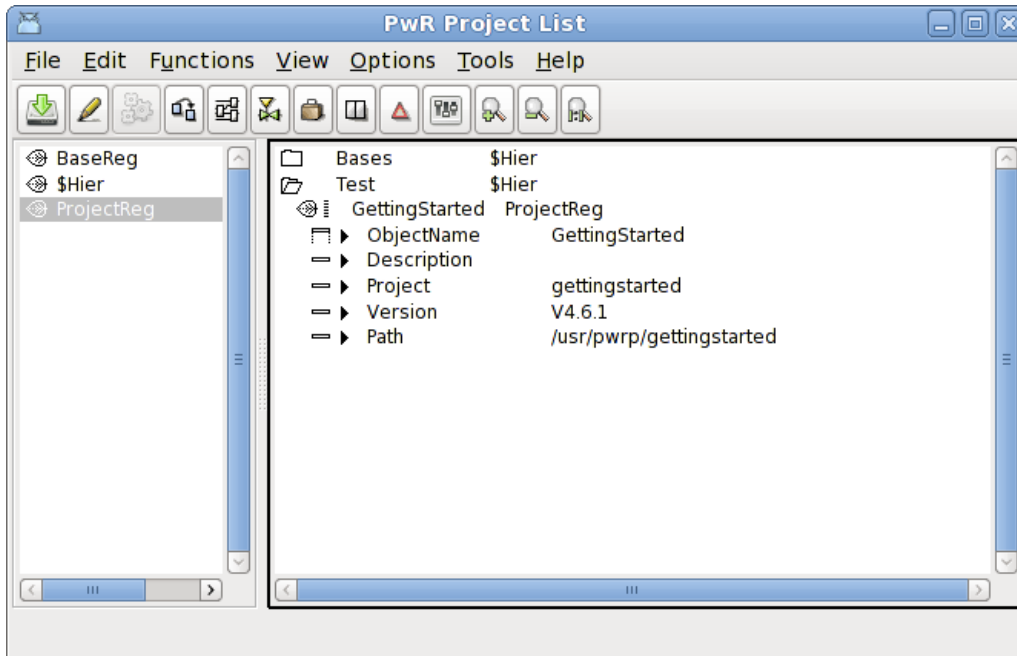 PwR Project List
File Edit Functions View Options Tools Help
BaseReg
$Hier
ProjectReg
Bases $Hier
Test $Hier
GettingStarted ProjectReg
ObjectName GettingStarted
Description
Project gettingstarted
Version V4.6.1
Path /usr/pwrp/gettingstarted